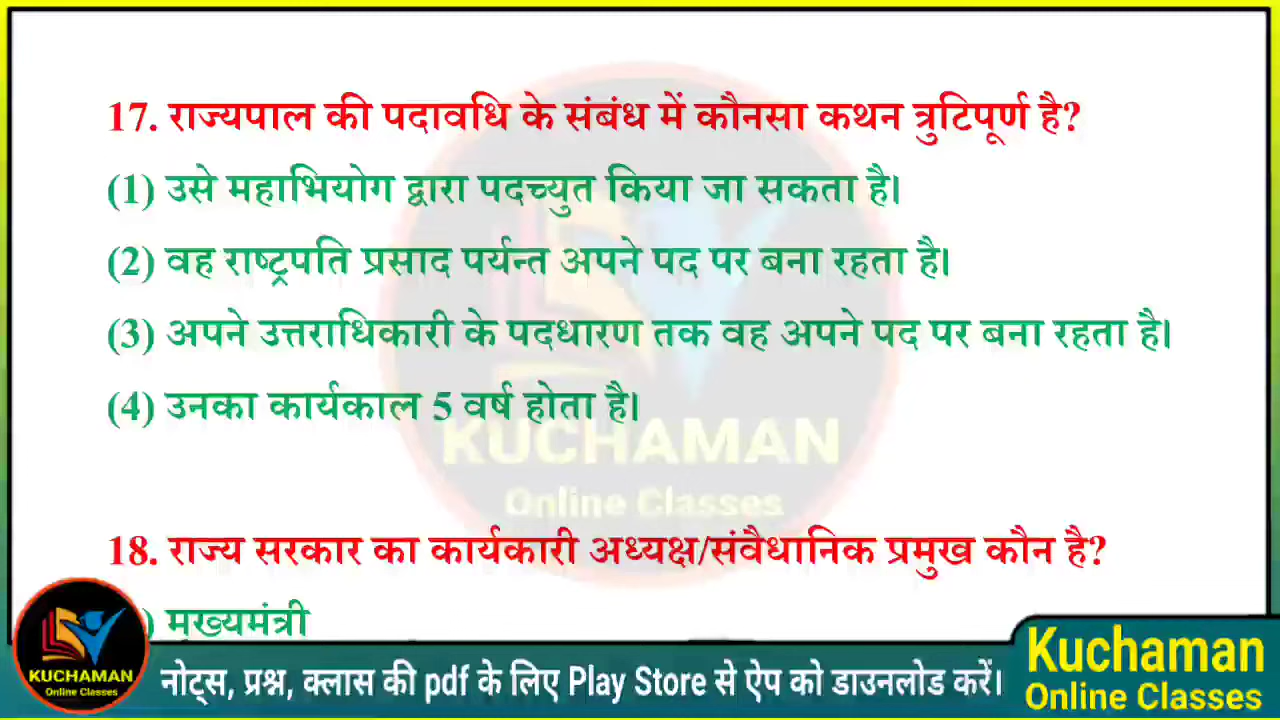 17. राज्यपाल की पदावधि के संबंध में कौनसा कथन त्रुटिपूर्ण है?
(1) उसे महाभियोग द्वारा पदच्युत किया जा सकता है।
(2) वह राष्ट्रपति प्रसाद पर्यन्त अपने पद पर बना रहता है।
(3) अपने उत्तराधिकारी के पदधारण तक वह अपने पद पर बना रहता है।
(4) उनका कार्यकाल 5 वर्ष होता है।
KUCHAMAN
Online Classes
18. राज्य सरकार का कार्यकारी अध्यक्ष/संवैधानिक प्रमुख कौन है?
) मुख्यमंत्री
KUCHAMAN
Online Classes
नोट्स, प्रश्न, क्लास की pdf के लिए Play Store से ऐप को डाउनलोड करें।
Kuchaman
Online Classes